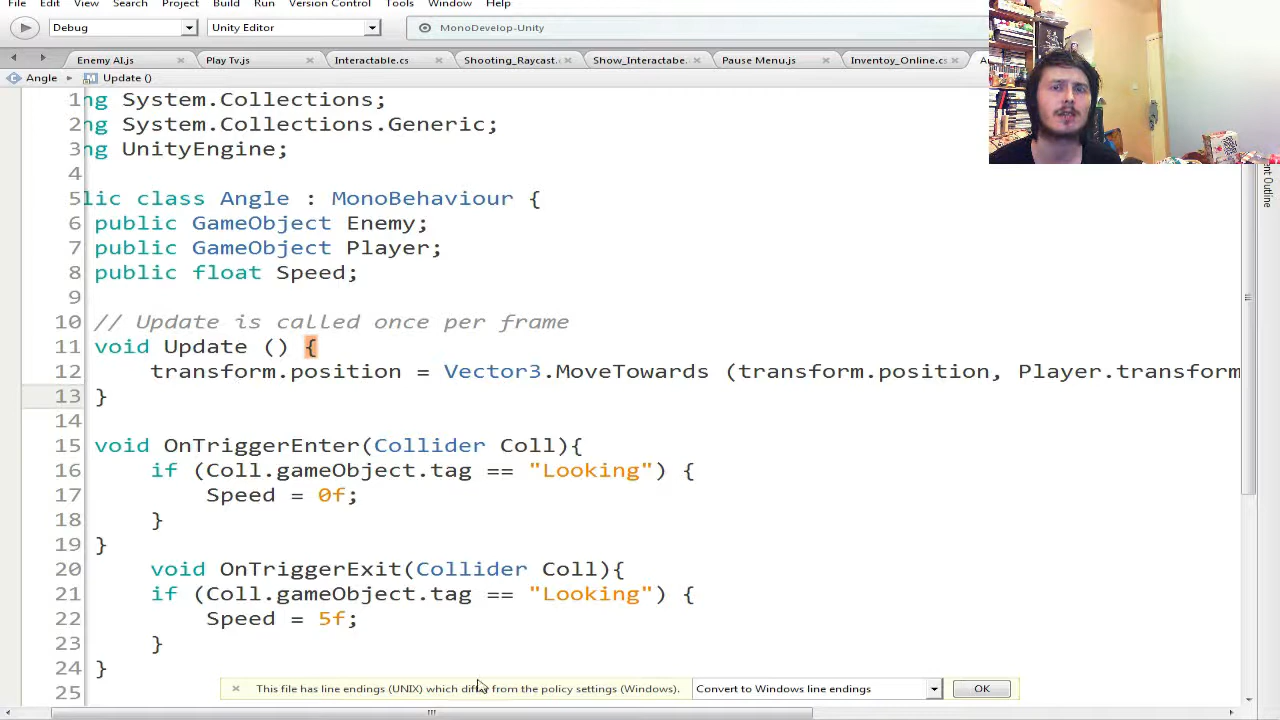 File Edit View Search Project Build Run Version Control Tools Window Help
Debug Unity Editor MonoDevelop-Unity
Enemy AI.js Play Tv.js Interactable.cs Shooting_Raycast. Show_Interactabe. Pause Menu.js Inventoy_Online.cs
Angle Update ()
1 ng System.Collections;
2 ng System.Collections.Generic;
3 ng UnityEngine;
4
5 lic class Angle : MonoBehaviour {
6 public GameObject Enemy;
7 public GameObject Player;
8 public float Speed;
9
10 // Update is called once per frame
11 void Update () {
12 transform.position = Vector3.MoveTowards (transform.position, Player.transform
13 }
14
15 void OnTriggerEnter(Collider Coll){
16 if (Coll.gameObject.tag == "Looking") {
17 Speed = 0f;
18 }
19 }
20 void OnTriggerExit(Collider Coll){
21 if (Coll.gameObject.tag == "Looking") {
22 Speed = 5f;
23 }
24 }
25
This file has line endings (UNIX) which differ from the policy settings (Windows). Convert to Windows line endings OK
Outline